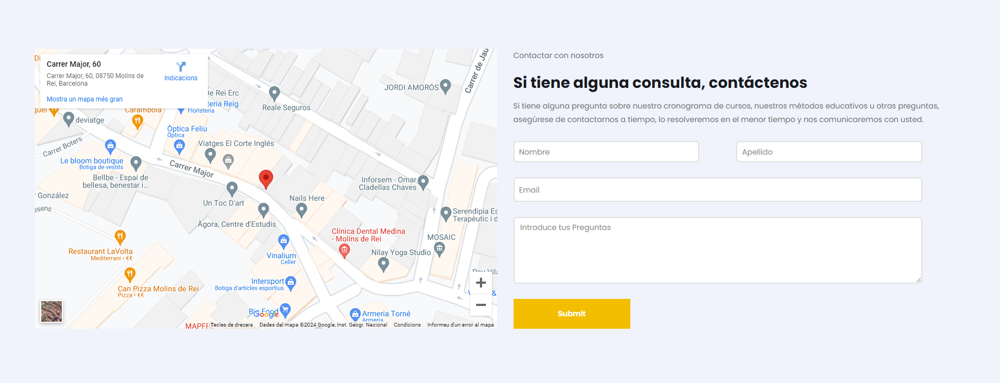 Carrer Major, 60
Carrer Major, 60, 08750 Molins de
Rei, Barcelona
Indicacions
Mostra un mapa més gran
De Rei Erc
Floristeria
Carambola
deviatge
Òptica Feliu
Òptica
Reale Seguros
JORDI AMORÓS
Carrer de Jau
Carrer Boters
Viatges El Corte Inglés
Le bloom boutique
Botiga de vestits
Carrer Major
Bellbe - Espai de
bellesa, benestar i...
Inforsem - Omar
Cladellas Chaves
r González
Un Toc D'art
Nails Here
esens
Serendipia Es
Terapèutic i d
Àgora, Centre d'Estudis
Clínica Dental Medina
- Molins de Rei
MOSAIC
Restaurant LaVolta
Mediterrani • €€
Vinalium
Celler
Nilay Yoga Studio
Intersport
Botiga d'articles esportius
Can Pizza Molins de Rei
Pizza • €€
Big Food
Google
Armeria Torné
Armeria
MAPFRE
Tecles de drecera
Dades del mapa ©2024 Google, Inst. Geogr. Nacional
Condicions
Informeu d'un error al mapa
Contactar con nosotros
Si tiene alguna consulta, contáctenos
Si tiene alguna pregunta sobre nuestro cronograma de cursos, nuestros métodos educativos u otras preguntas,
asegúrese de contactarnos a tiempo, lo resolveremos en el menor tiempo y nos comunicaremos con usted.
Nombre
Apellido
Email
Introduce tus Preguntas
Submit